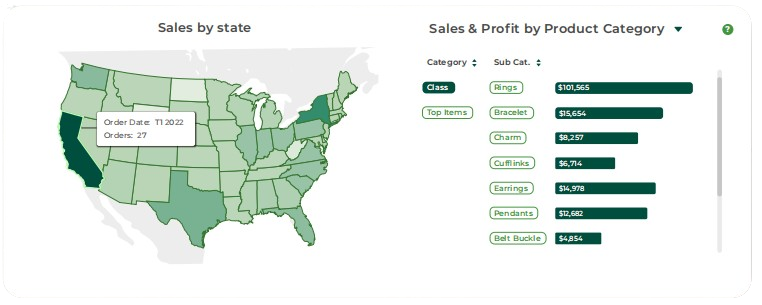 Sales by state
Order Date: T1 2022
Orders: 27
Sales & Profit by Product Category
?
Category Sub Cat.
Class Rings $101,565
Top Items Bracelet $15,654
Charm $8,257
Cufflinks $6,714
Earrings $14,978
Pendants $12,682
Belt Buckle $4,854